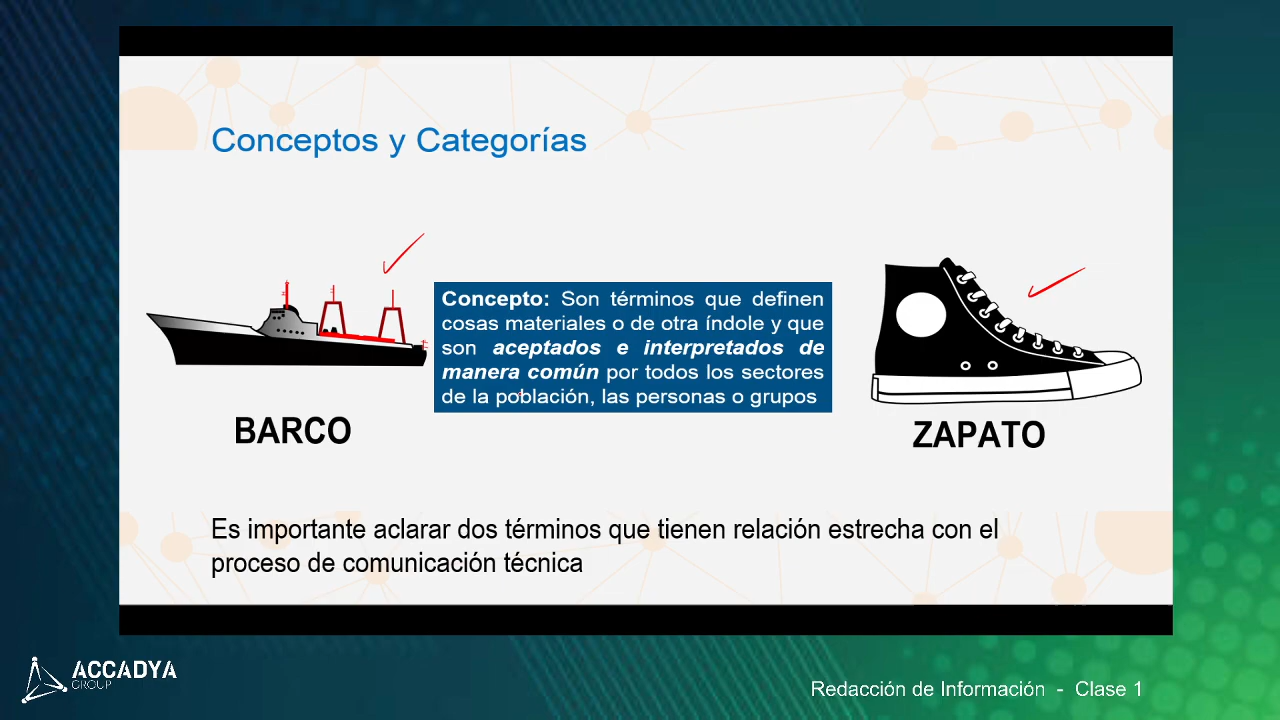 Conceptos y Categorías
Concepto: Son términos que definen
cosas materiales o de otra índole y que
son aceptados e interpretados de
manera común por todos los sectores
de la población, las personas o grupos
BARCO
ZAPATO
Es importante aclarar dos términos que tienen relación estrecha con el
proceso de comunicación técnica
ACCADYA
GROUP
Redacción de Información - Clase 1